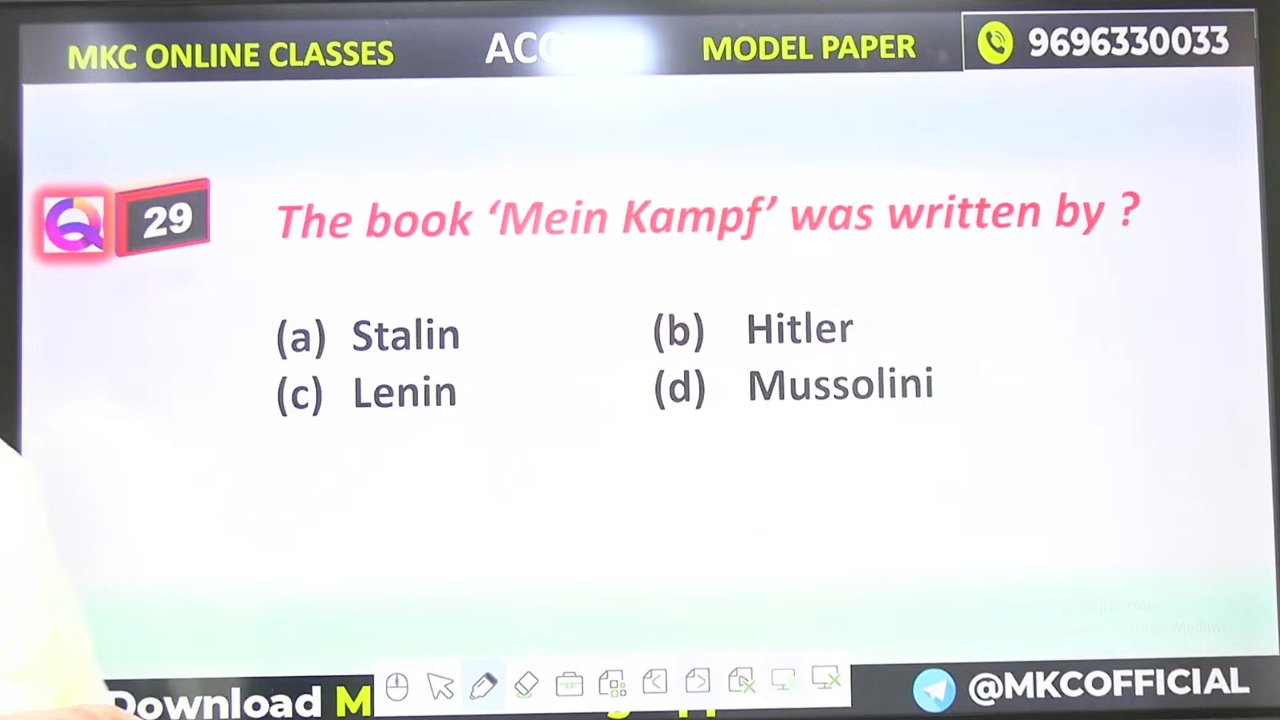 MKC ONLINE CLASSES
MODEL PAPER
9696330033
29
The book ‘Mein Kampf’ was written by ?
(a) Stalin
(b) Hitler
(c) Lenin
(d) Mussolini
Download M
@MKCOFFICIAL